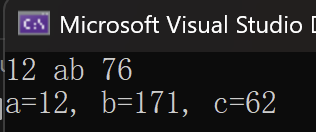 Microsoft Visual Studio
12 ab 76
a=12, b=171, c=62